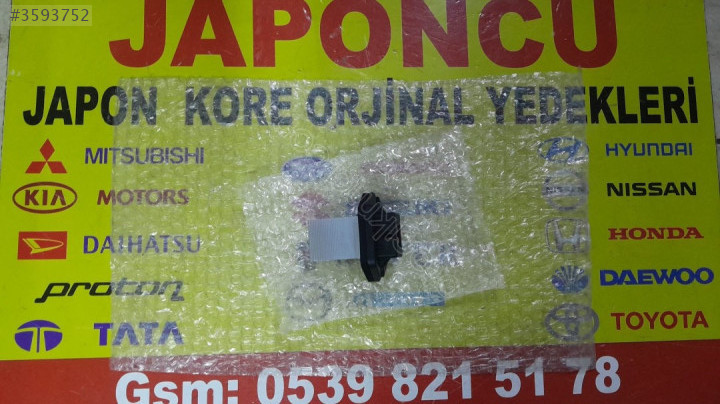 #3593752
JAPONCU
JAPON KORE ORJİNAL YEDEKLERİ
MITSUBISHI
HYUNDAI
KIA MOTORS
NISSAN
DAIHATSU
HONDA
proton
DAEWOO
TATA
TOYOTA
Gsm: 0539 821 51 78